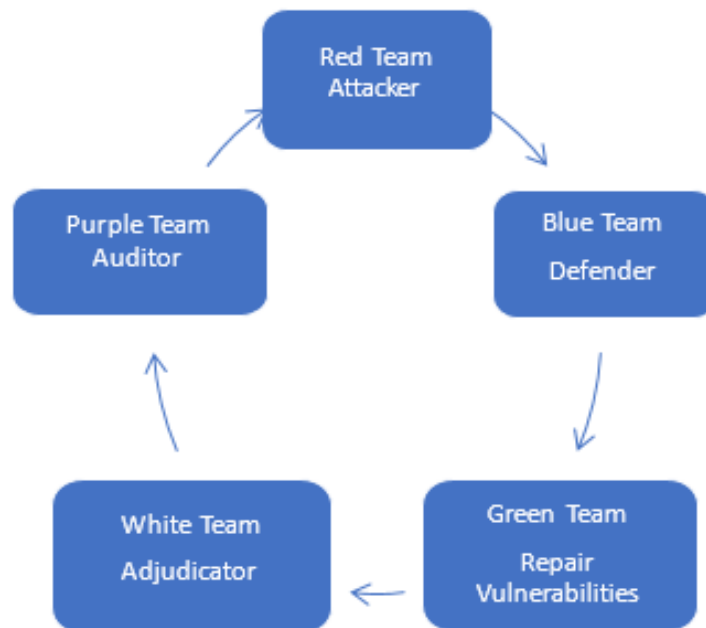 Red Team
Attacker
Purple Team
Auditor
Blue Team
Defender
White Team
Adjudicator
Green Team
Repair
Vulnerabilities